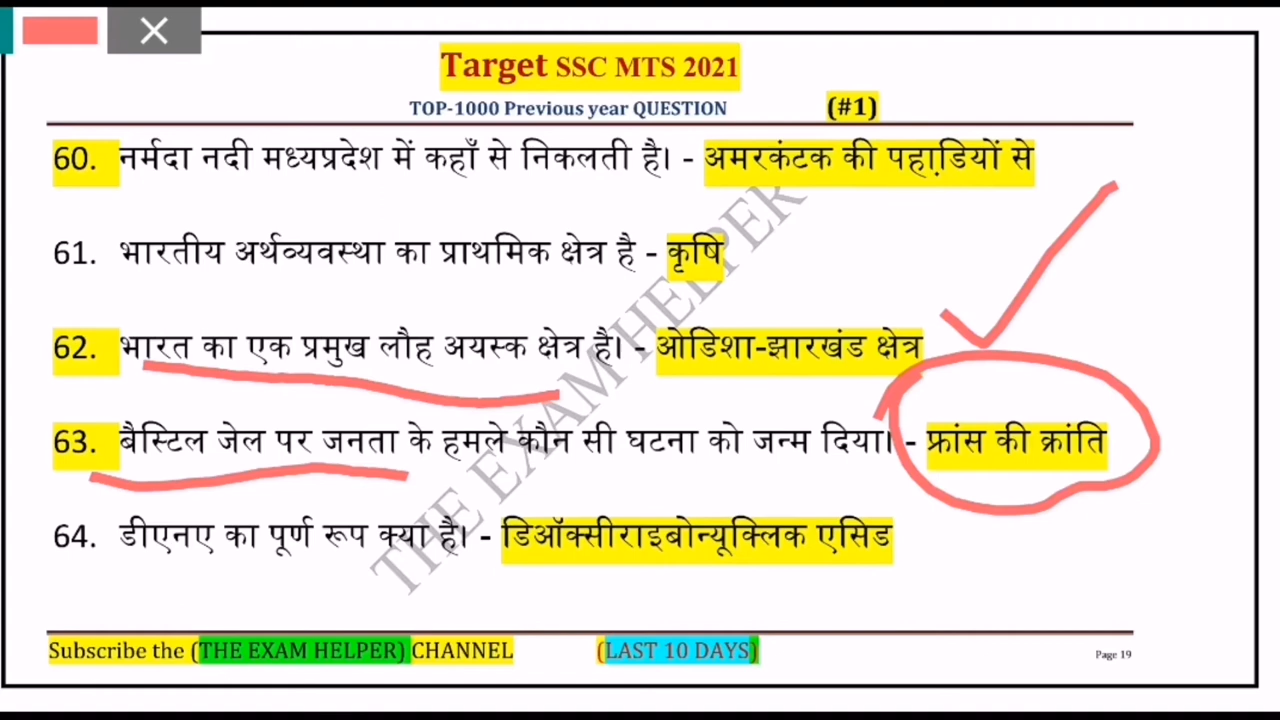 Target SSC MTS 2021
TOP-1000 Previous year QUESTION (#1)
60. नर्मदा नदी मध्यप्रदेश में कहाँ से निकलती है। - अमरकंटक की पहाड़ियों से
61. भारतीय अर्थव्यवस्था का प्राथमिक क्षेत्र है - कृषि
62. भारत का एक प्रमुख लौह अयस्क क्षेत्र है। - ओडिशा-झारखंड क्षेत्र
63. बैस्टिल जेल पर जनता के हमले कौन सी घटना को जन्म दिया। - फ्रांस की क्रांति
64. डीएनए का पूर्ण रूप क्या है। - डिऑक्सीराइबोन्यूक्लिक एसिड
THE EXAM HELPER
Subscribe the (THE EXAM HELPER) CHANNEL (LAST 10 DAYS) Page 19